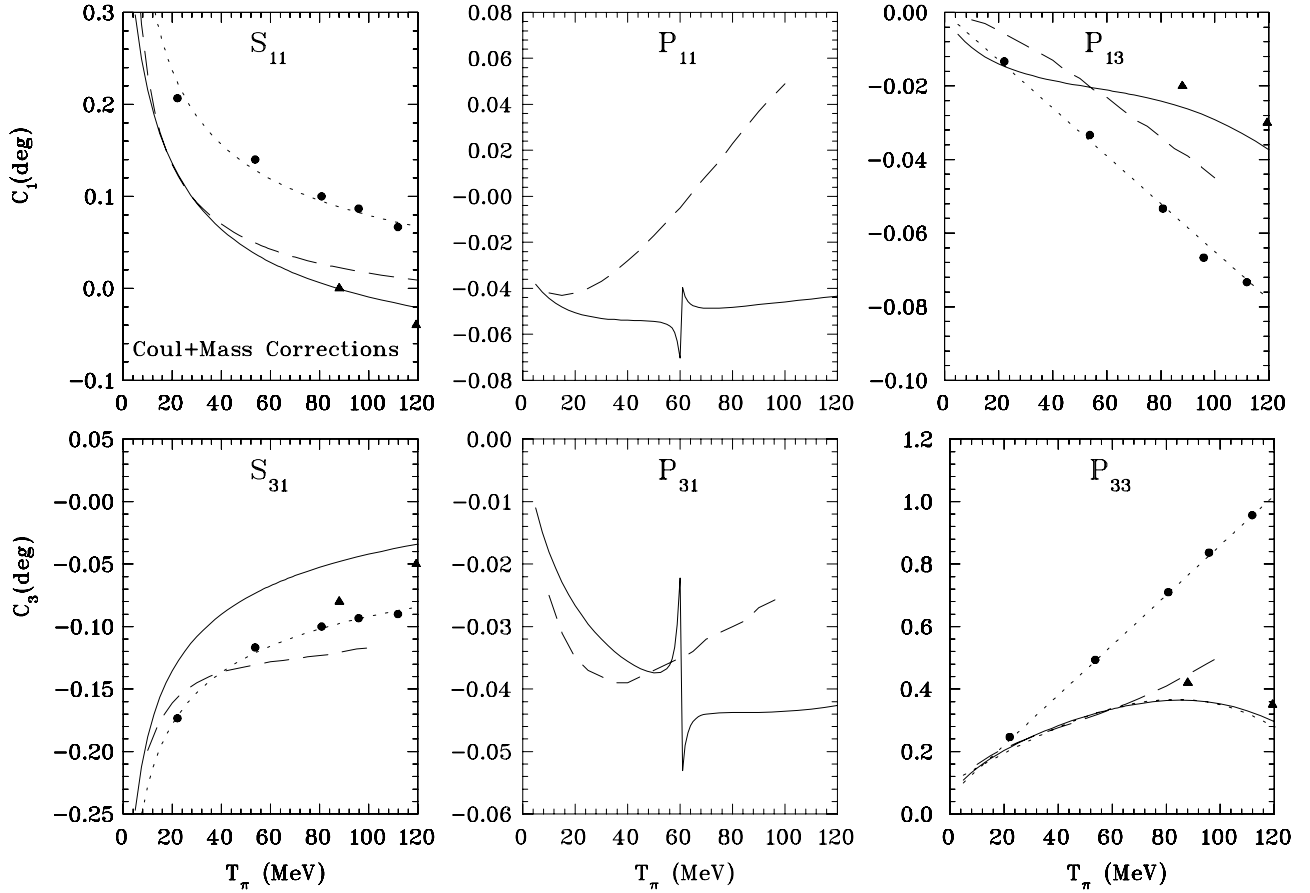 S₁₁
C₁(deg)
0.3
0.2
0.1
0.0
−0.1
Coul+Mass Corrections
0 20 40 60 80 100 120
P₁₁
0.08
0.06
0.04
0.02
−0.00
−0.02
−0.04
−0.06
−0.08
0 20 40 60 80 100 120
P₁₃
0.00
−0.02
−0.04
−0.06
−0.08
−0.10
0 20 40 60 80 100 120
S₃₁
C₃(deg)
0.05
−0.00
−0.05
−0.10
−0.15
−0.20
−0.25
0 20 40 60 80 100 120
T_π (MeV)
P₃₁
0.00
−0.01
−0.02
−0.03
−0.04
−0.05
−0.06
0 20 40 60 80 100 120
T_π (MeV)
P₃₃
1.2
1.0
0.8
0.6
0.4
0.2
0.0
0 20 40 60 80 100 120
T_π (MeV)